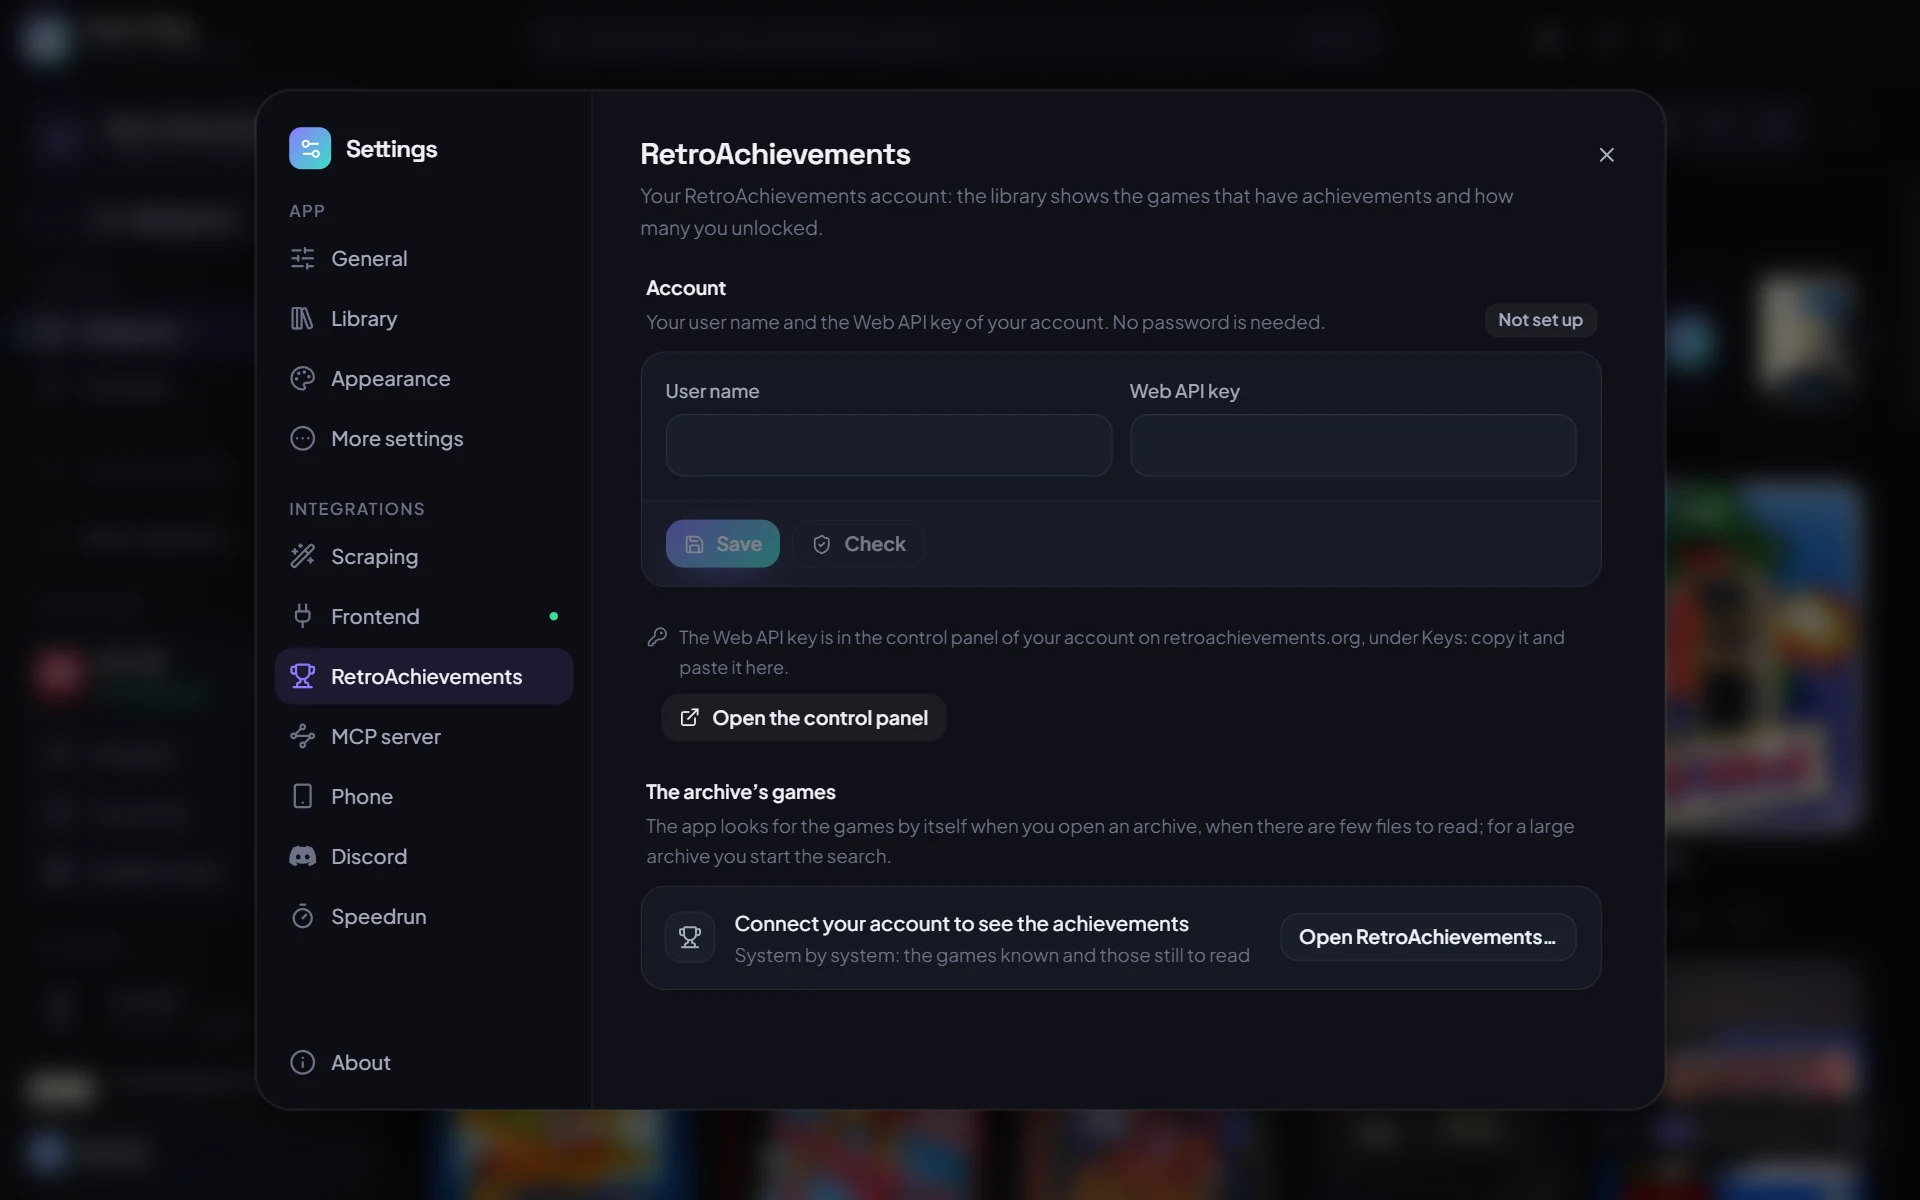 Settings
APP
General
Library
Appearance
More settings
INTEGRATIONS
Scraping
Frontend
RetroAchievements
MCP server
Phone
Discord
Speedrun
About
RetroAchievements
Your RetroAchievements account: the library shows the games that have achievements and how
many you unlocked.
Account
Your user name and the Web API key of your account. No password is needed.
Not set up
User name
Web API key
Save
Check
The Web API key is in the control panel of your account on retroachievements.org, under Keys: copy it and
paste it here.
Open the control panel
The archive’s games
The app looks for the games by itself when you open an archive, when there are few files to read; for a large
archive you start the search.
Connect your account to see the achievements
System by system: the games known and those still to read
Open RetroAchievements…